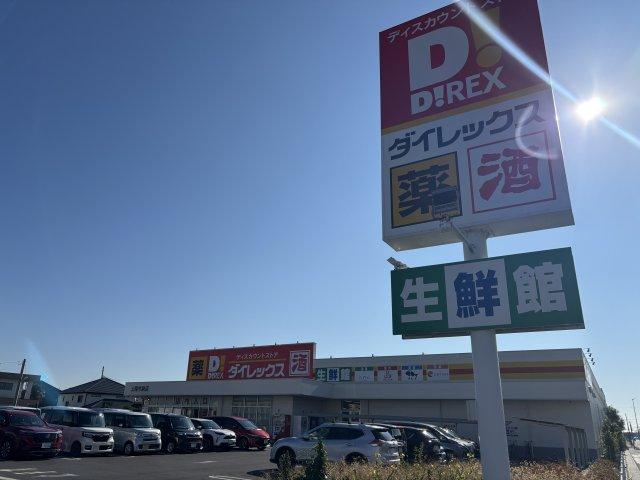 ディスカウントストア
D!
D!REX
ダイレックス
薬 酒
生鮮館
ディスカウントストア
薬 D!REX ダイレックス 酒
生鮮館